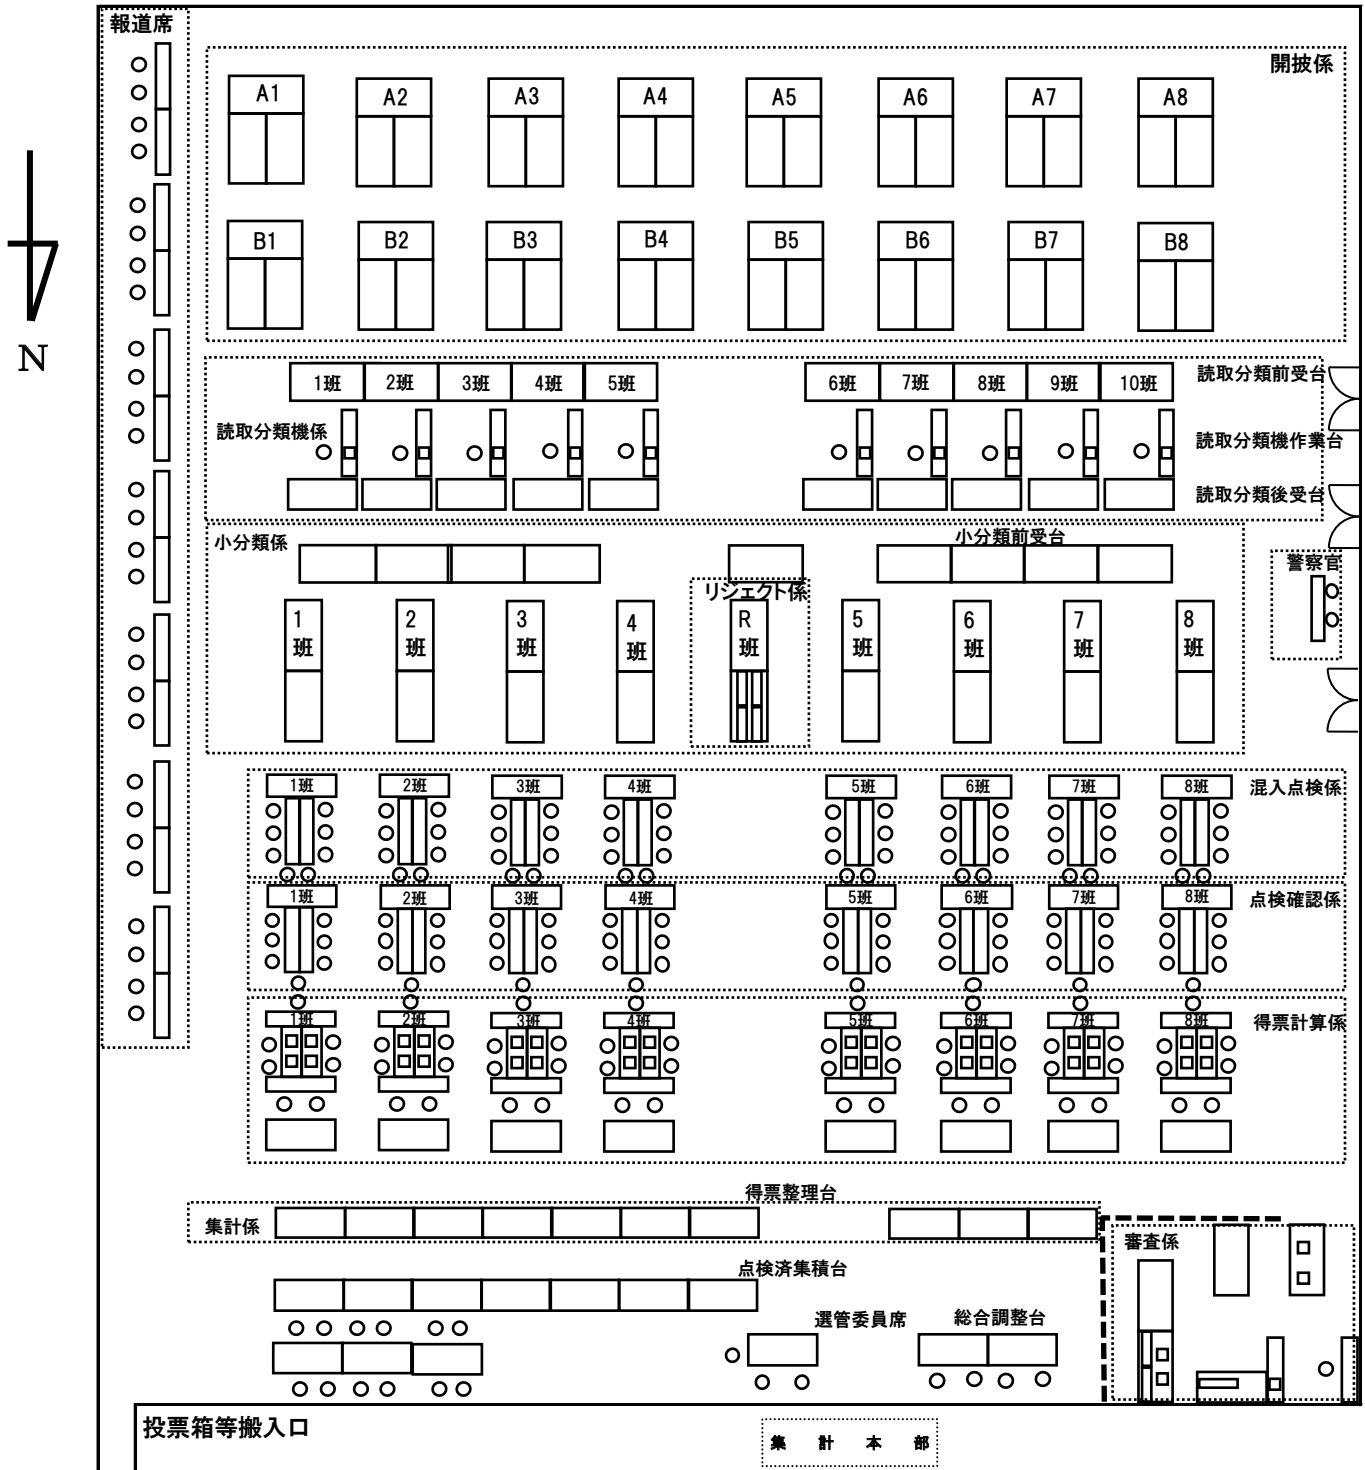 報道席
開披係
A1 A2 A3 A4 A5 A6 A7 A8
B1 B2 B3 B4 B5 B6 B7 B8
N
1班 2班 3班 4班 5班 6班 7班 8班 9班 10班
読取分類前受台
読取分類機係
読取分類機作業台
読取分類後受台
小分類係
小分類前受台
警察官
リジェクト係
1班 2班 3班 4班 R班 5班 6班 7班 8班
1班 2班 3班 4班 5班 6班 7班 8班
混入点検係
1班 2班 3班 4班 5班 6班 7班 8班
点検確認係
1班 2班 3班 4班 5班 6班 7班 8班
得票計算係
得票整理台
集計係
審査係
点検済集積台
選管委員席
総合調整台
投票箱等搬入口
集計本部